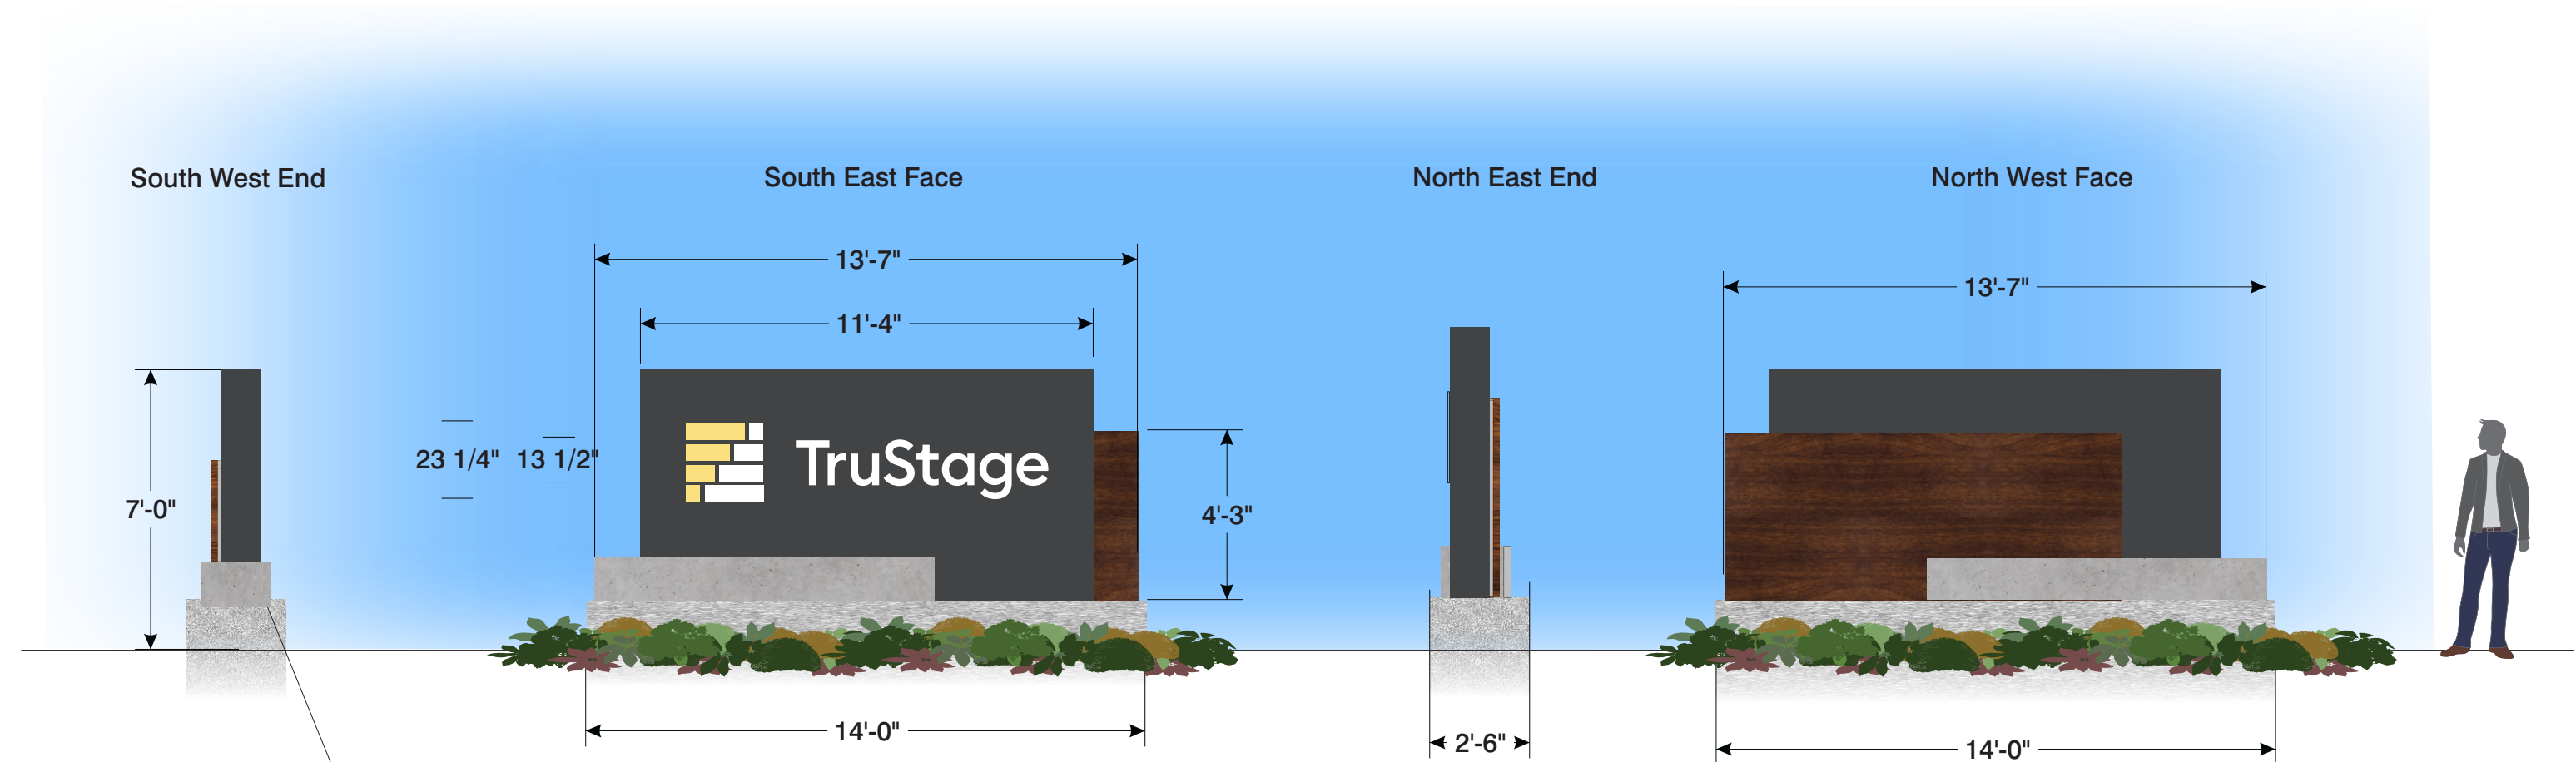 South West End
South East Face
North East End
North West Face
13'-7"
13'-7"
11'-4"
23 1/4" 13 1/2"
TruStage
7'-0"
4'-3"
14'-0"
2'-6"
14'-0"